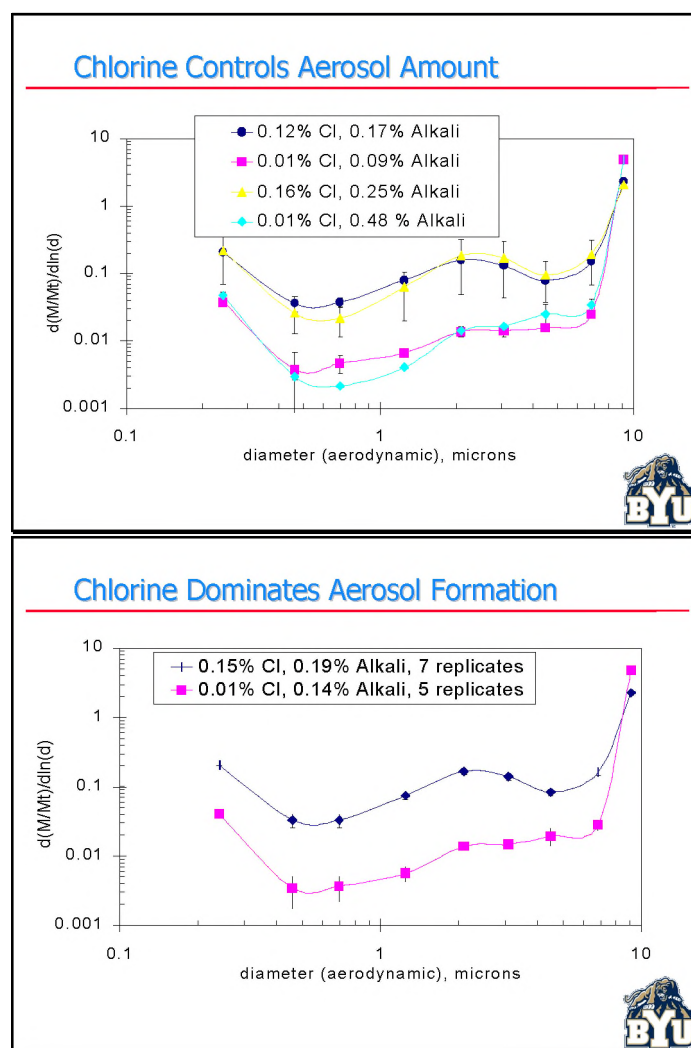 Chlorine Controls Aerosol Amount
0.12% Cl, 0.17% Alkali
0.01% Cl, 0.09% Alkali
0.16% Cl, 0.25% Alkali
0.01% Cl, 0.48 % Alkali
10
1
0.1
0.01
0.001
d(M/Mt)/dln(d)
0.1
1
10
diameter (aerodynamic), microns
BYU
Chlorine Dominates Aerosol Formation
0.15% Cl, 0.19% Alkali, 7 replicates
0.01% Cl, 0.14% Alkali, 5 replicates
10
1
0.1
0.01
0.001
d(M/Mt)/dln(d)
0.1
1
10
diameter (aerodynamic), microns
BYU